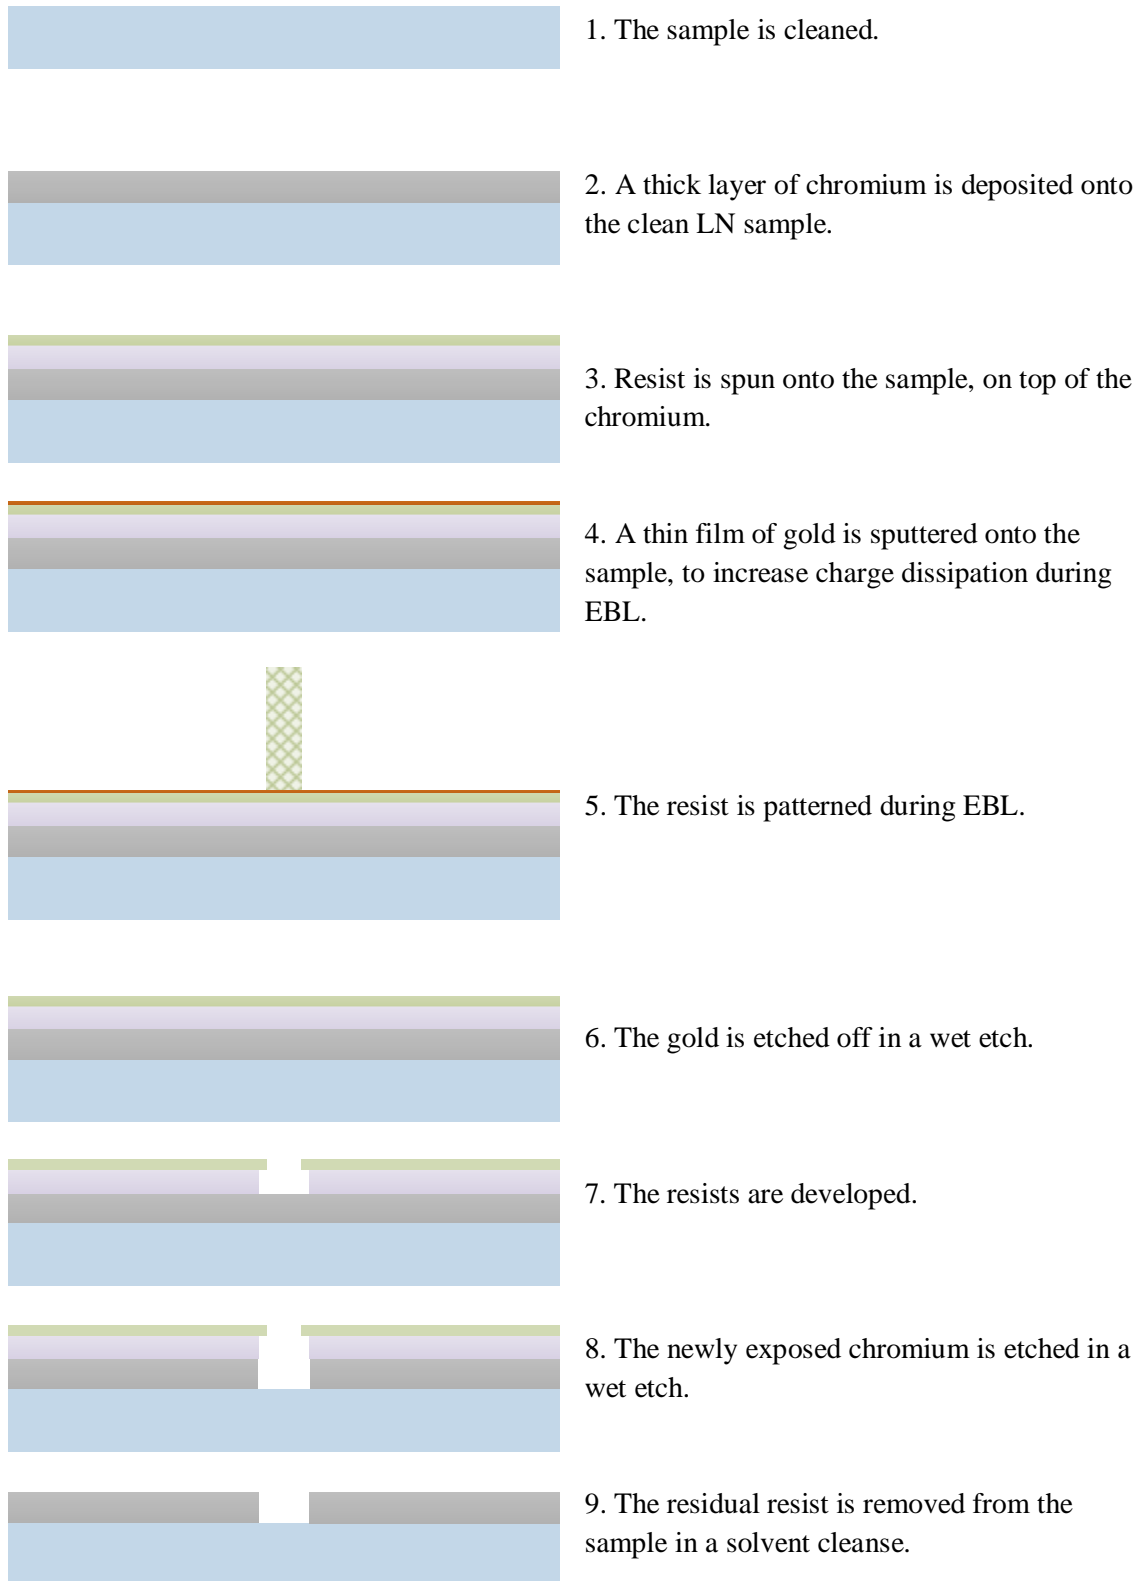 1. The sample is cleaned.
2. A thick layer of chromium is deposited onto
the clean LN sample.
3. Resist is spun onto the sample, on top of the
chromium.
4. A thin film of gold is sputtered onto the
sample, to increase charge dissipation during
EBL.
5. The resist is patterned during EBL.
6. The gold is etched off in a wet etch.
7. The resists are developed.
8. The newly exposed chromium is etched in a
wet etch.
9. The residual resist is removed from the
sample in a solvent cleanse.